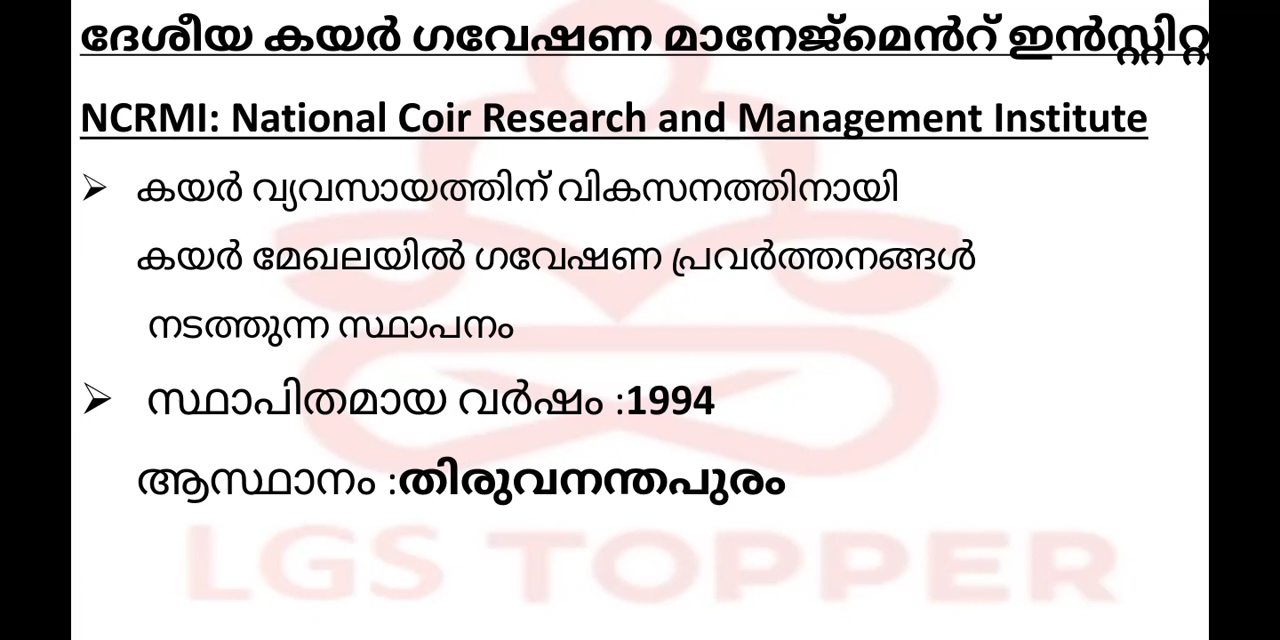 ദേശീയ കയർ ഗവേഷണ മാനേജ്മെൻറ് ഇൻസ്റ്റിറ്റ
NCRMI: National Coir Research and Management Institute
➢ കയർ വ്യവസായത്തിന് വികസനത്തിനായി
കയർ മേഖലയിൽ ഗവേഷണ പ്രവർത്തനങ്ങൾ
നടത്തുന്ന സ്ഥാപനം
➢ സ്ഥാപിതമായ വർഷം :1994
ആസ്ഥാനം :തിരുവനന്തപുരം
LGS TOPPER